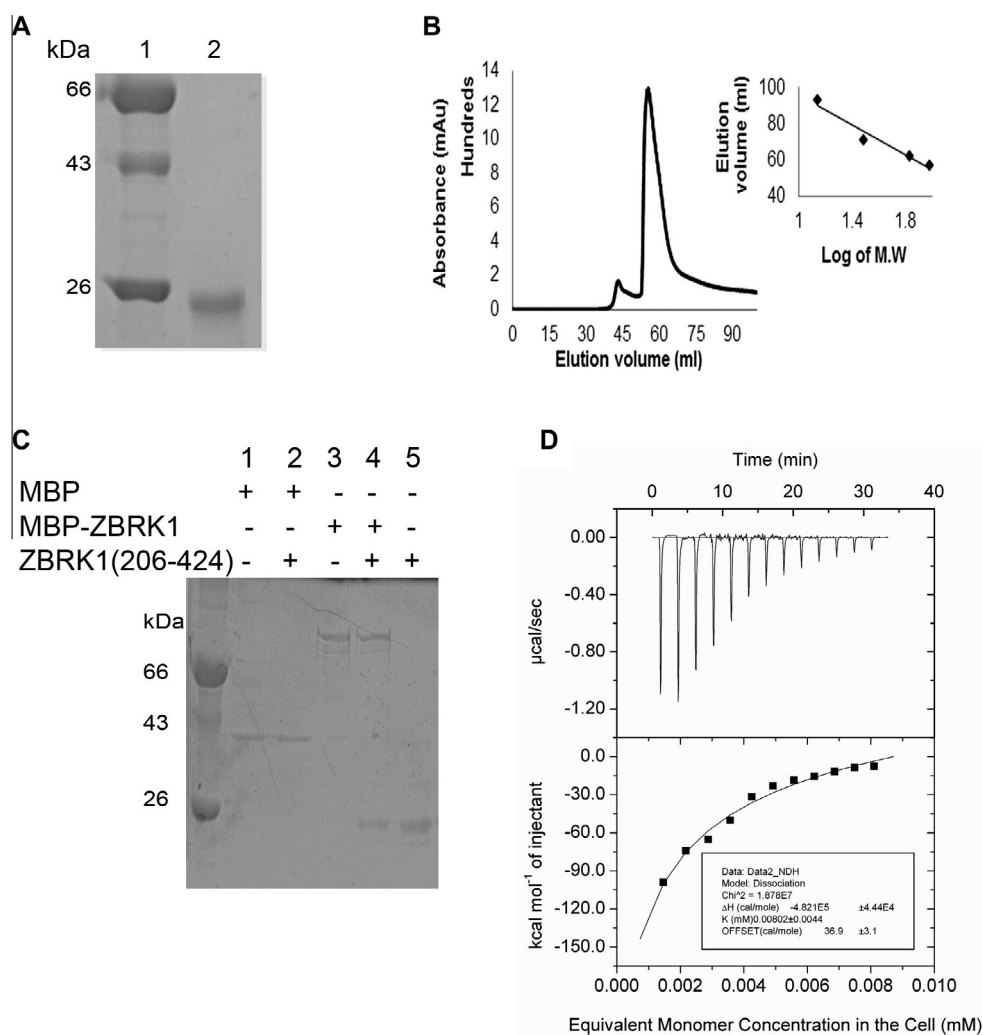 A
kDa 1 2
66
43
26
B
Absorbance (mAu)
Hundreds
14
12
10
8
6
4
2
0
0 15 30 45 60 75 90
Elution volume (ml)
Elution
volume (ml)
100
80
60
40
1 1.4 1.8
Log of M.W
C
1 2 3 4 5
MBP + + - - -
MBP-ZBRK1 - - + + -
ZBRK1(206-424) - + - + +
kDa
66
43
26
D
Time (min)
0 10 20 30 40
0.00
-0.40
-0.80
-1.20
µcal/sec
0.0
-30.0
-60.0
-90.0
-120.0
-150.0
kcal mol⁻¹ of injectant
Data: Data2_NDH
Model: Dissociation
Chi^2 = 1.878E7
ΔH (cal/mole) -4.821E5 ±4.44E4
K (mM)0.00802±0.0044
OFFSET(cal/mole) 36.9 ±3.1
0.000 0.002 0.004 0.006 0.008 0.010
Equivalent Monomer Concentration in the Cell (mM)